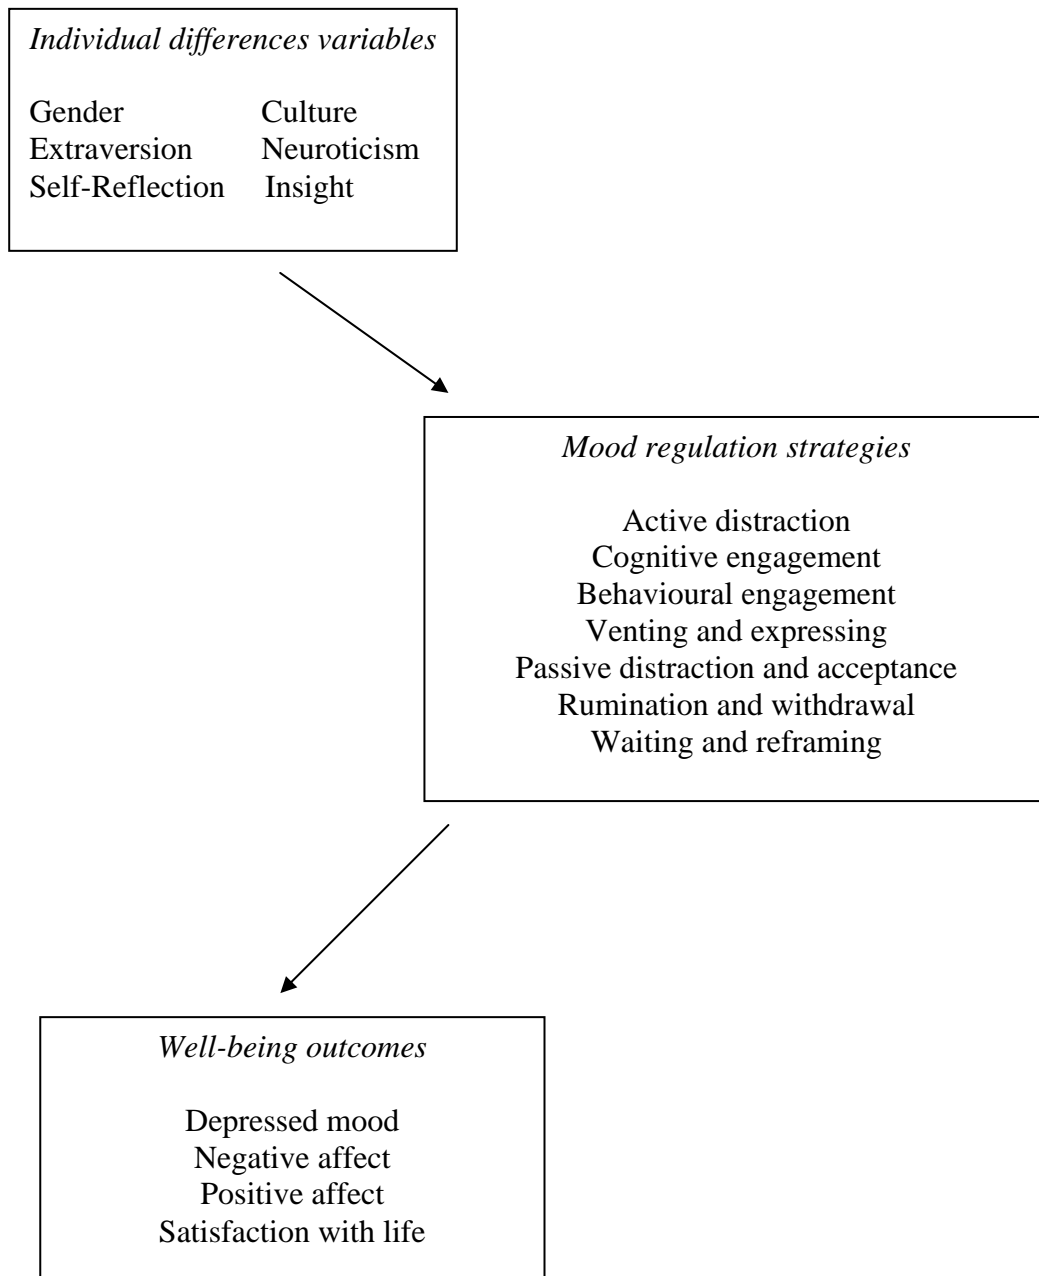 Individual differences variables
Gender Culture
Extraversion Neuroticism
Self-Reflection Insight
Mood regulation strategies
Active distraction
Cognitive engagement
Behavioural engagement
Venting and expressing
Passive distraction and acceptance
Rumination and withdrawal
Waiting and reframing
Well-being outcomes
Depressed mood
Negative affect
Positive affect
Satisfaction with life